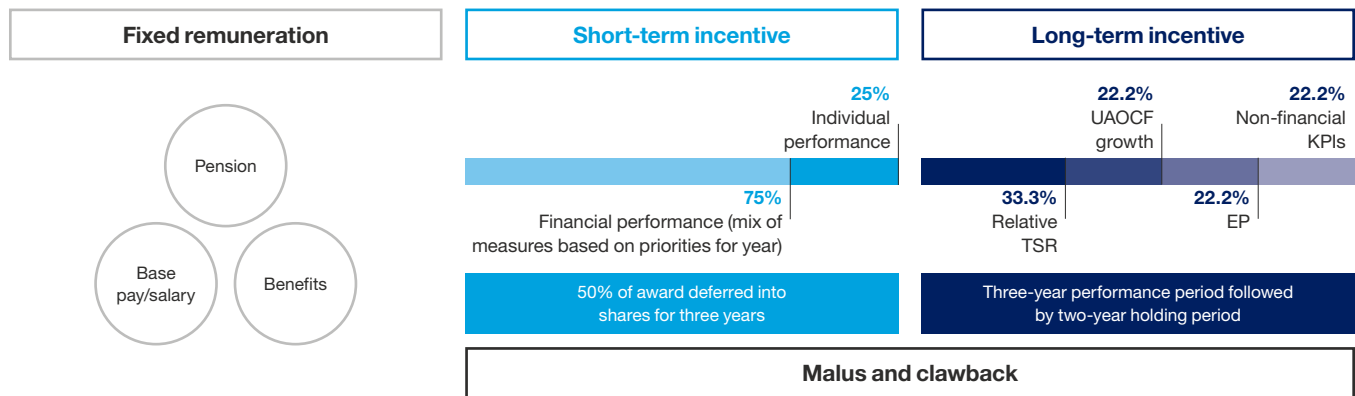 Fixed remuneration
Pension
Base
pay/salary
Benefits
Short-term incentive
25%
Individual
performance
75%
Financial performance (mix of
measures based on priorities for year)
50% of award deferred into
shares for three years
Long-term incentive
22.2%
UAOCF
growth
22.2%
Non-financial
KPIs
33.3%
Relative
TSR
22.2%
EP
Three-year performance period followed
by two-year holding period
Malus and clawback